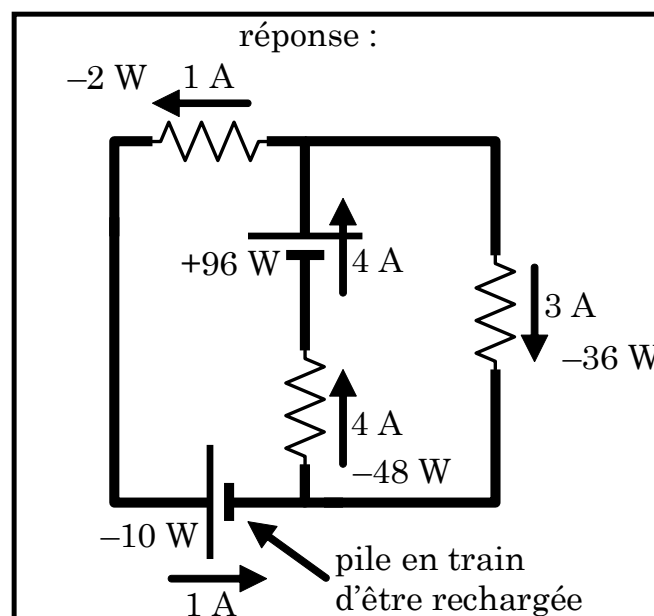 réponse :
–2 W
1 A
+96 W
4 A
3 A
–36 W
4 A
–48 W
–10 W
1 A
pile en train
d'être rechargée